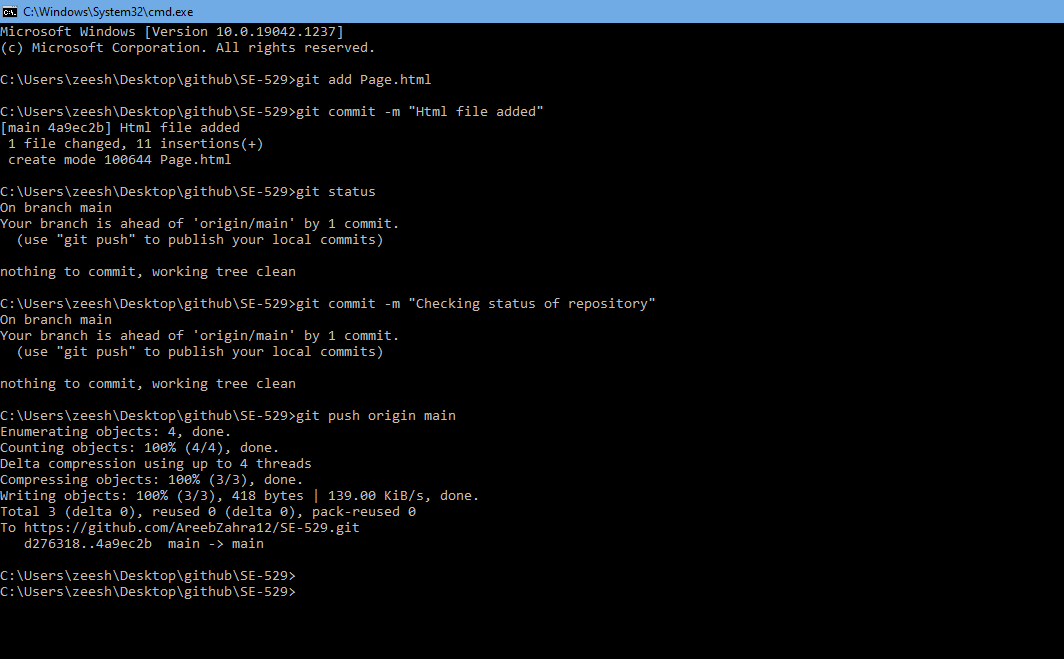 C:\Windows\System32\cmd.exe
Microsoft Windows [Version 10.0.19042.1237]
(c) Microsoft Corporation. All rights reserved.
C:\Users\zeesh\Desktop\github\SE-529>git add Page.html
C:\Users\zeesh\Desktop\github\SE-529>git commit -m "Html file added"
[main 4a9ec2b] Html file added
 1 file changed, 11 insertions(+)
 create mode 100644 Page.html
C:\Users\zeesh\Desktop\github\SE-529>git status
On branch main
Your branch is ahead of 'origin/main' by 1 commit.
  (use "git push" to publish your local commits)
nothing to commit, working tree clean
C:\Users\zeesh\Desktop\github\SE-529>git commit -m "Checking status of repository"
On branch main
Your branch is ahead of 'origin/main' by 1 commit.
  (use "git push" to publish your local commits)
nothing to commit, working tree clean
C:\Users\zeesh\Desktop\github\SE-529>git push origin main
Enumerating objects: 4, done.
Counting objects: 100% (4/4), done.
Delta compression using up to 4 threads
Compressing objects: 100% (3/3), done.
Writing objects: 100% (3/3), 418 bytes | 139.00 KiB/s, done.
Total 3 (delta 0), reused 0 (delta 0), pack-reused 0
To https://github.com/AreebZahra12/SE-529.git
   d276318..4a9ec2b  main -> main
C:\Users\zeesh\Desktop\github\SE-529>
C:\Users\zeesh\Desktop\github\SE-529>